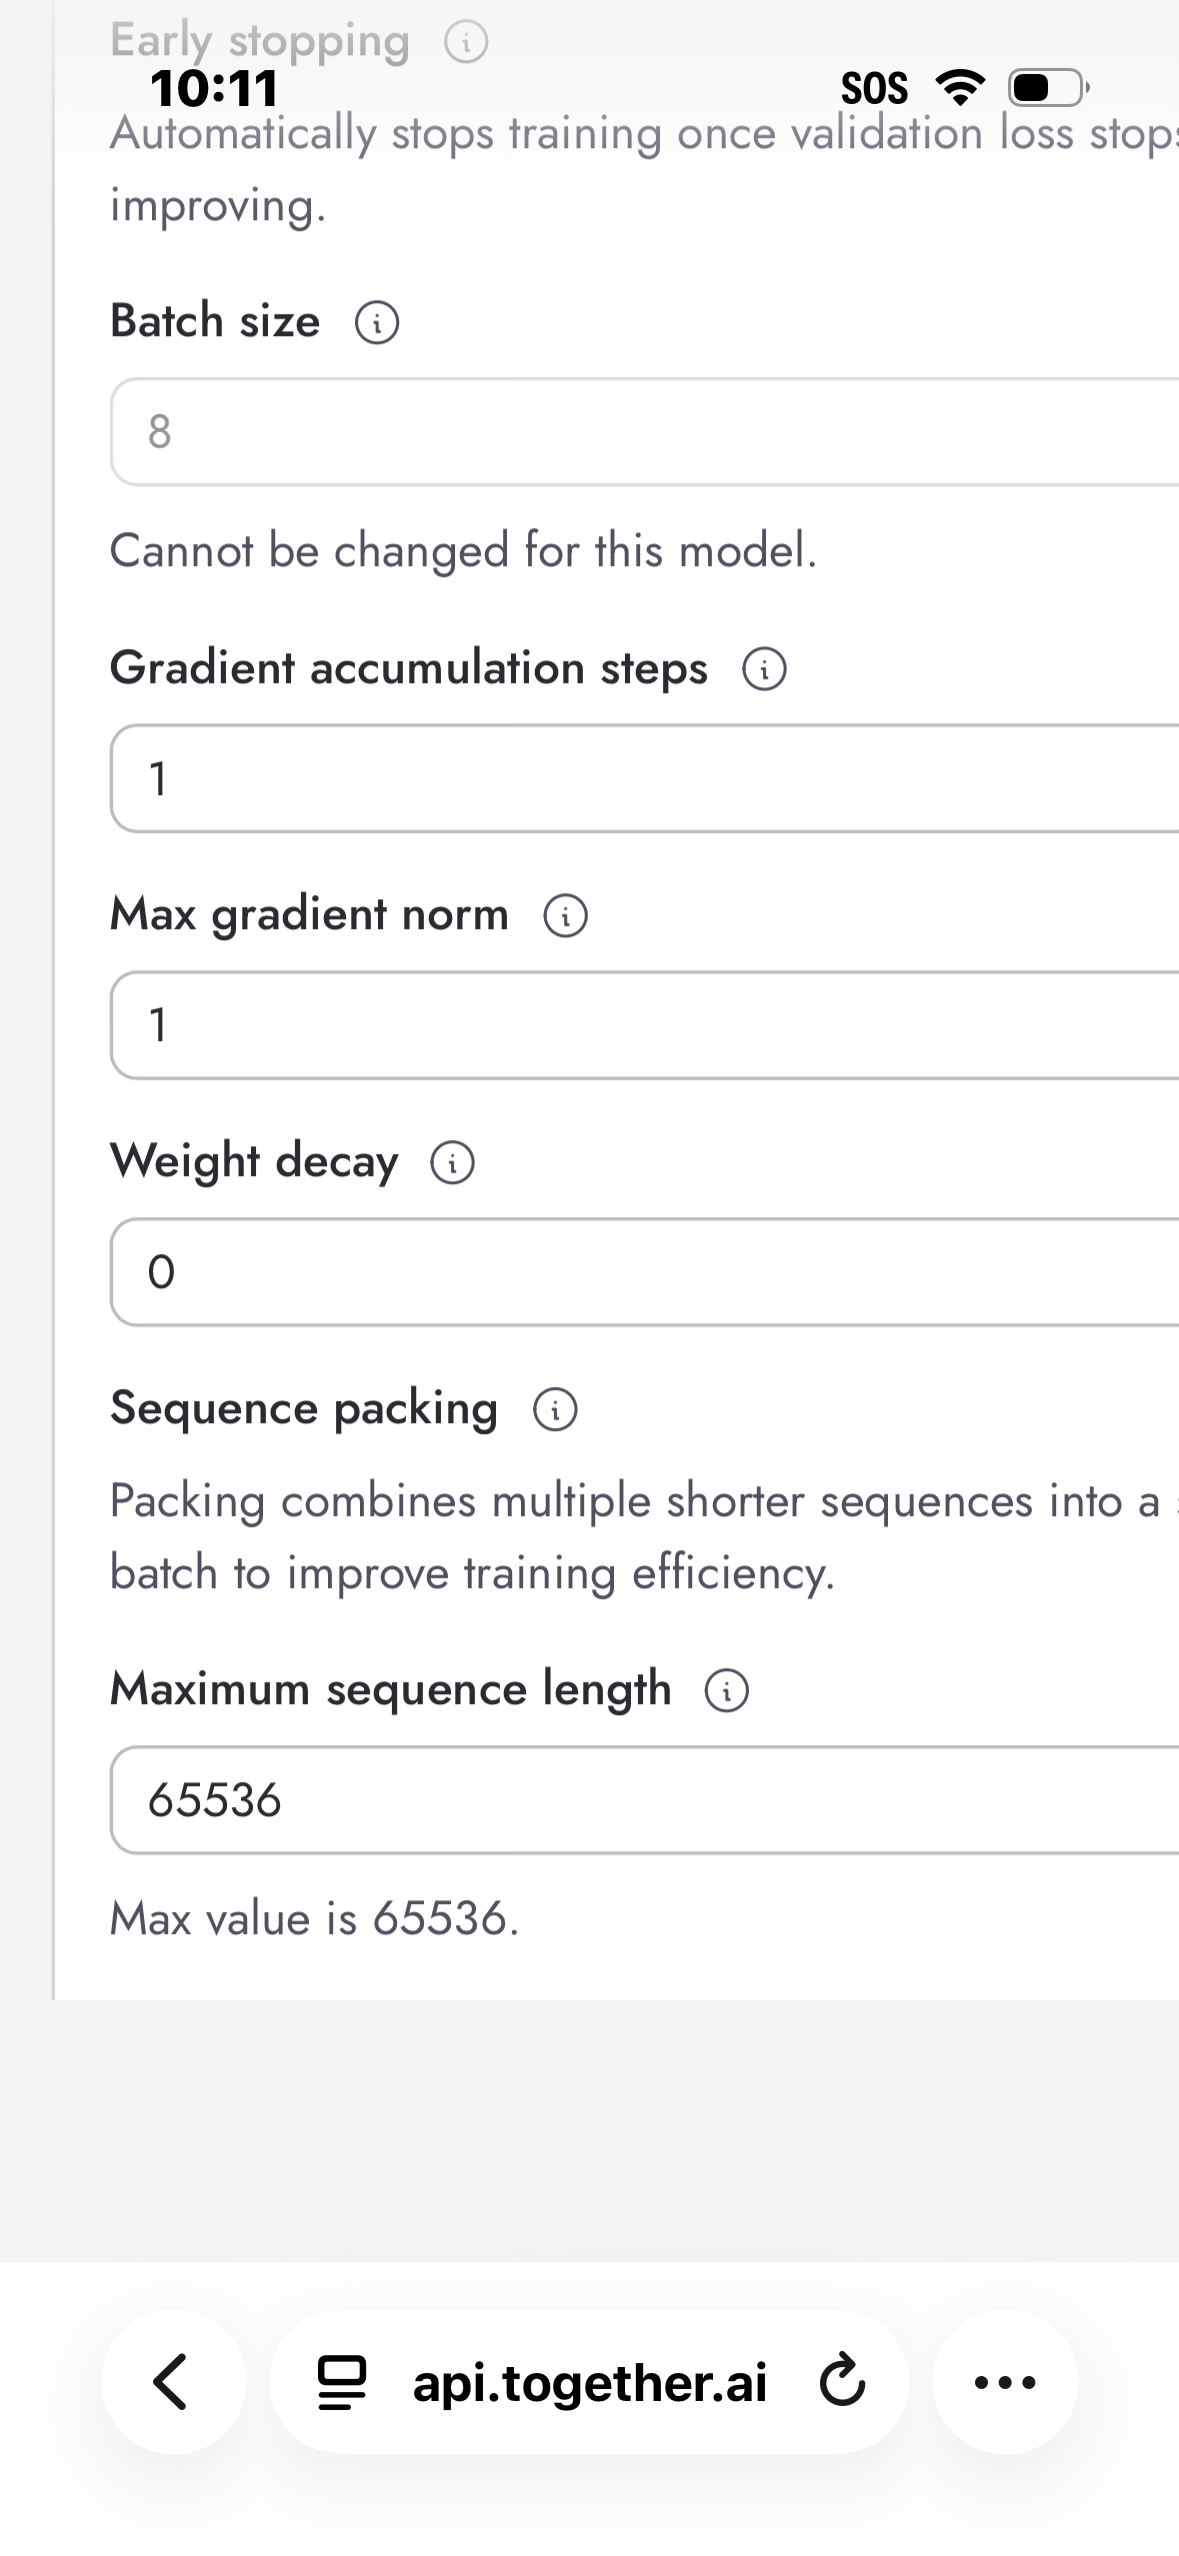 Early stopping
10:11 SOS
Automatically stops training once validation loss stops
improving.
Batch size
8
Cannot be changed for this model.
Gradient accumulation steps
1
Max gradient norm
1
Weight decay
0
Sequence packing
Packing combines multiple shorter sequences into a
batch to improve training efficiency.
Maximum sequence length
65536
Max value is 65536.
api.together.ai